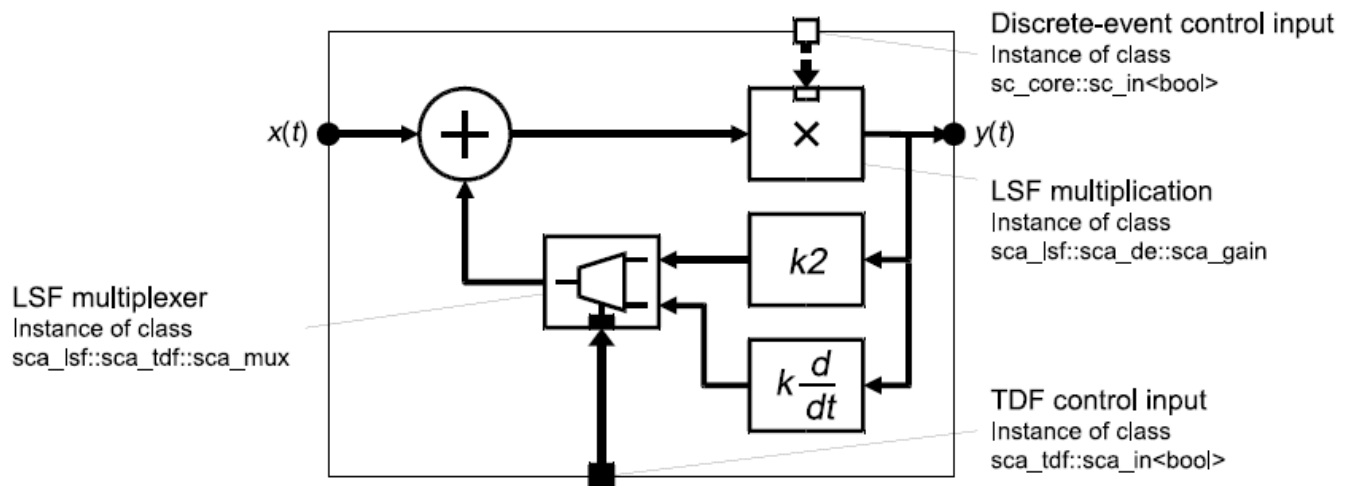 Discrete-event control input
Instance of class
sc_core::sc_in<bool>
x(t)
+
×
y(t)
LSF multiplication
Instance of class
sca_lsf::sca_de::sca_gain
k2
LSF multiplexer
Instance of class
sca_lsf::sca_tdf::sca_mux
k d/dt
TDF control input
Instance of class
sca_tdf::sca_in<bool>